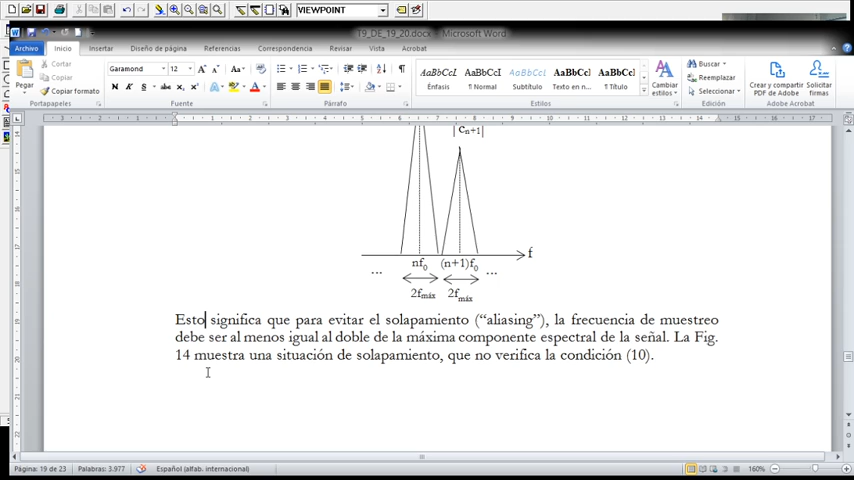 VIEWPOINT
T9_DE_19_20.docx - Microsoft Word
Archivo Inicio Insertar Diseño de página Referencias Correspondencia Revisar Vista Acrobat
Garamond 12
Cortar
Copiar
Copiar formato
Pegar
AaBbCcL AaBbCcI AaBbCcL AaBbCcL AaBbCcL
Énfasis ¶ Normal Subtítulo Texto en n... ¶ Título
Cambiar estilos
Buscar
Reemplazar
Seleccionar
Crear y compartir PDF de Adobe
Solicitar firmas
Portapapeles Fuente Párrafo Estilos Edición Adobe Acrobat
|Cn+1|
f
nf0 (n+1)f0
... ...
2fmáx 2fmáx
Esto significa que para evitar el solapamiento (“aliasing”), la frecuencia de muestreo
debe ser al menos igual al doble de la máxima componente espectral de la señal. La Fig.
14 muestra una situación de solapamiento, que no verifica la condición (10).
Página: 19 de 23 Palabras: 3.977 Español (alfab. internacional) 160%